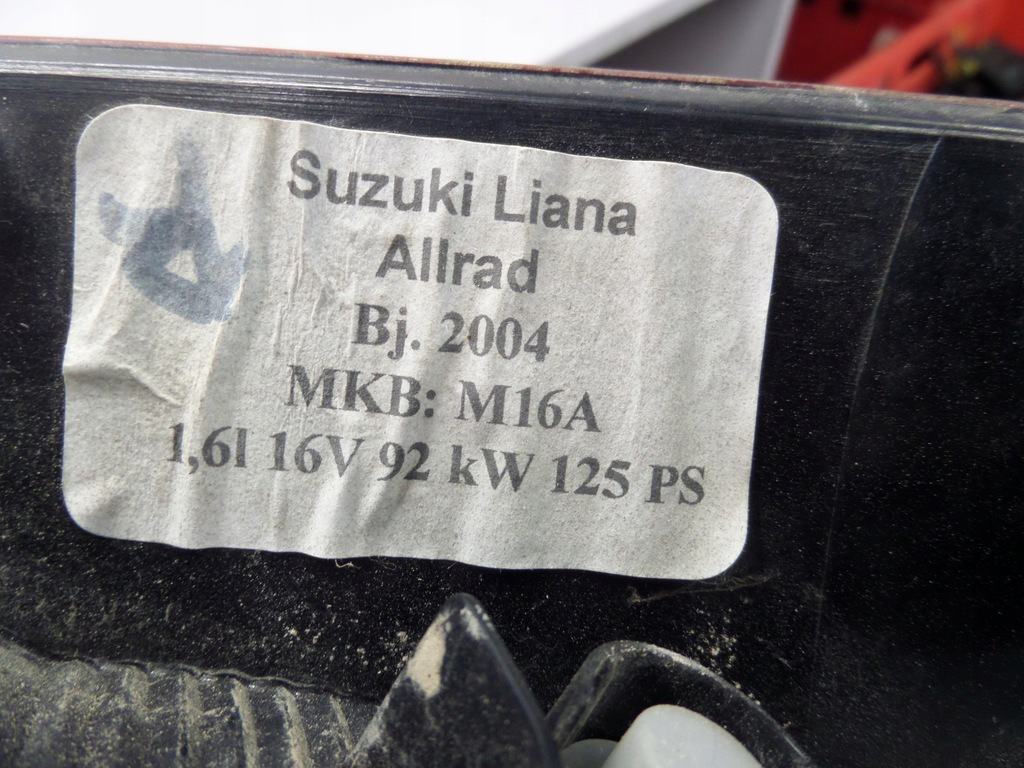 Suzuki Liana
Allrad
Bj. 2004
MKB: M16A
1,6l 16V 92 kW 125 PS